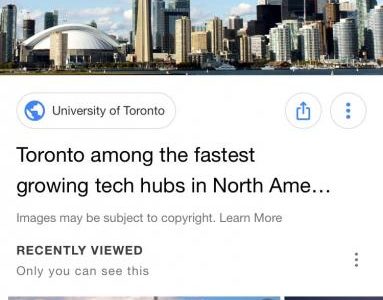 University of Toronto
Toronto among the fastest
growing tech hubs in North Ame…
Images may be subject to copyright. Learn More
RECENTLY VIEWED
Only you can see this